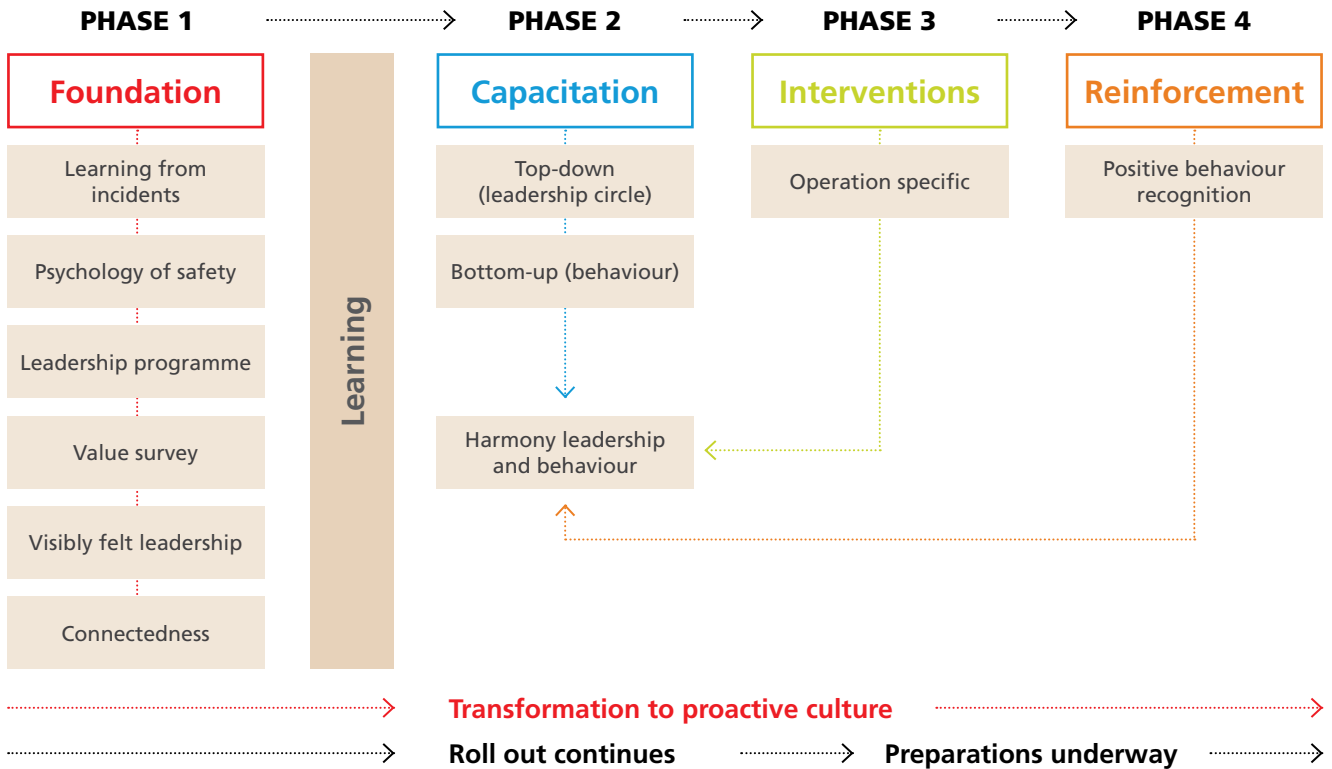 PHASE 1
PHASE 2
PHASE 3
PHASE 4
Foundation
Learning from
incidents
Psychology of safety
Leadership programme
Value survey
Visibly felt leadership
Connectedness
Learning
Capacitation
Top-down
(leadership circle)
Bottom-up (behaviour)
Harmony leadership
and behaviour
Interventions
Operation specific
Reinforcement
Positive behaviour
recognition
Transformation to proactive culture
Roll out continues
Preparations underway